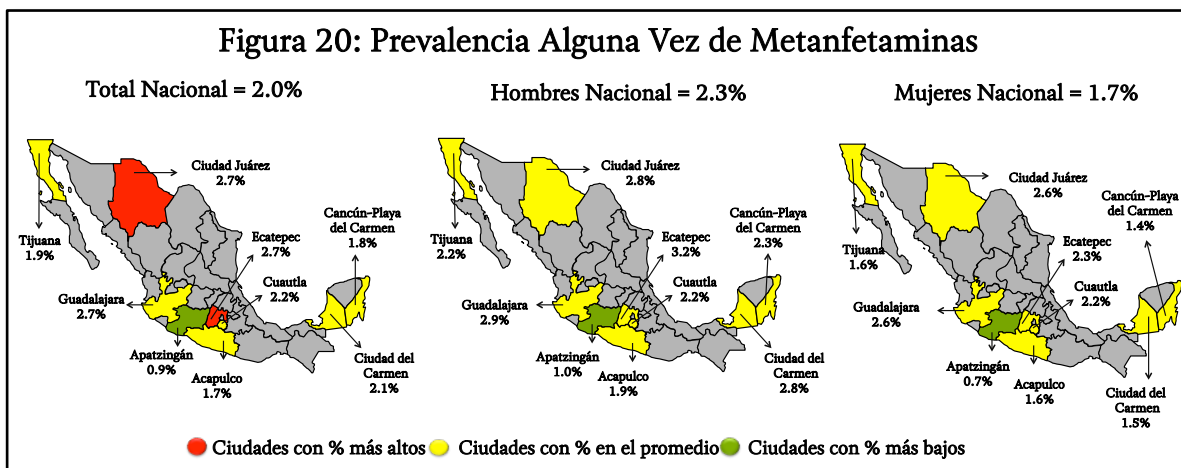 Figura 20: Prevalencia Alguna Vez de Metanfetaminas
Total Nacional = 2.0%
Ciudad Juárez
2.7%
Cancún-Playa
del Carmen
1.8%
Tijuana
1.9%
Ecatepec
2.7%
Cuautla
2.2%
Guadalajara
2.7%
Apatzingán
0.9%
Acapulco
1.7%
Ciudad del
Carmen
2.1%
Hombres Nacional = 2.3%
Ciudad Juárez
2.8%
Cancún-Playa
del Carmen
2.3%
Tijuana
2.2%
Ecatepec
3.2%
Cuautla
2.2%
Guadalajara
2.9%
Apatzingán
1.0%
Acapulco
1.9%
Ciudad del
Carmen
2.8%
Mujeres Nacional = 1.7%
Ciudad Juárez
2.6%
Cancún-Playa
del Carmen
1.4%
Tijuana
1.6%
Ecatepec
2.3%
Cuautla
2.2%
Guadalajara
2.6%
Apatzingán
0.7%
Acapulco
1.6%
Ciudad del
Carmen
1.5%
Ciudades con % más altos
Ciudades con % en el promedio
Ciudades con % más bajos